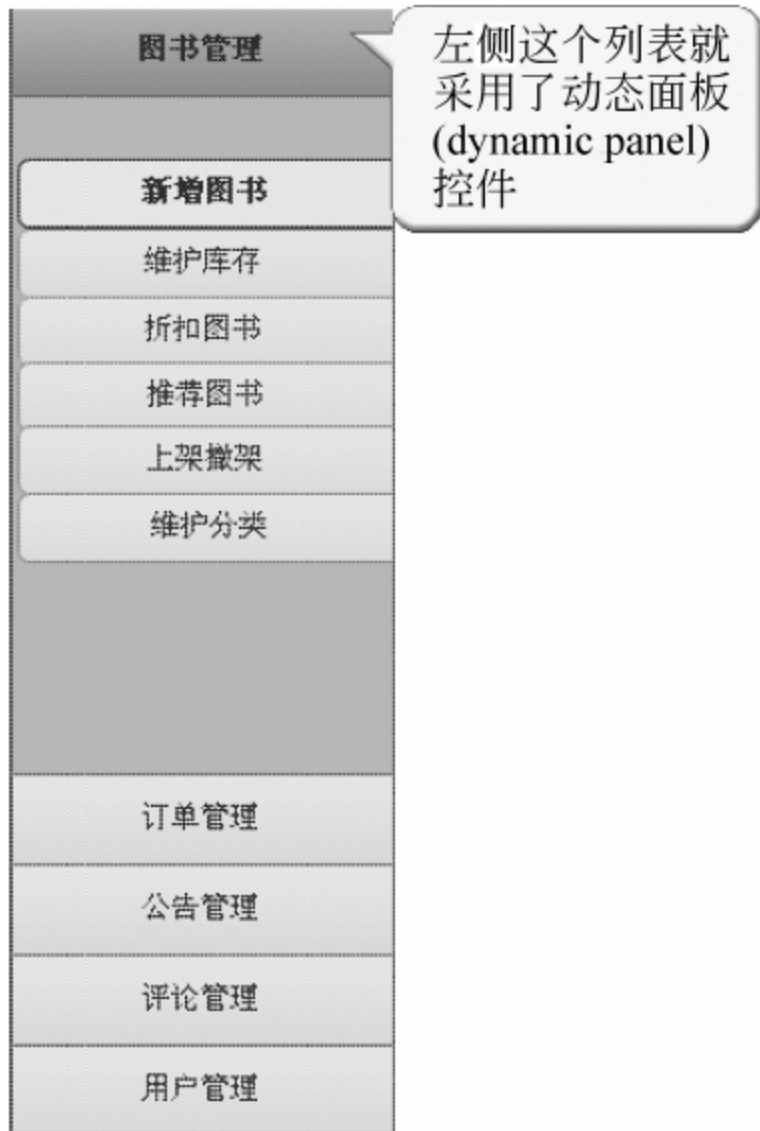 图书管理
左侧这个列表就
采用了动态面板
(dynamic panel)
控件
新增图书
维护库存
折扣图书
推荐图书
上架撤架
维护分类
订单管理
公告管理
评论管理
用户管理